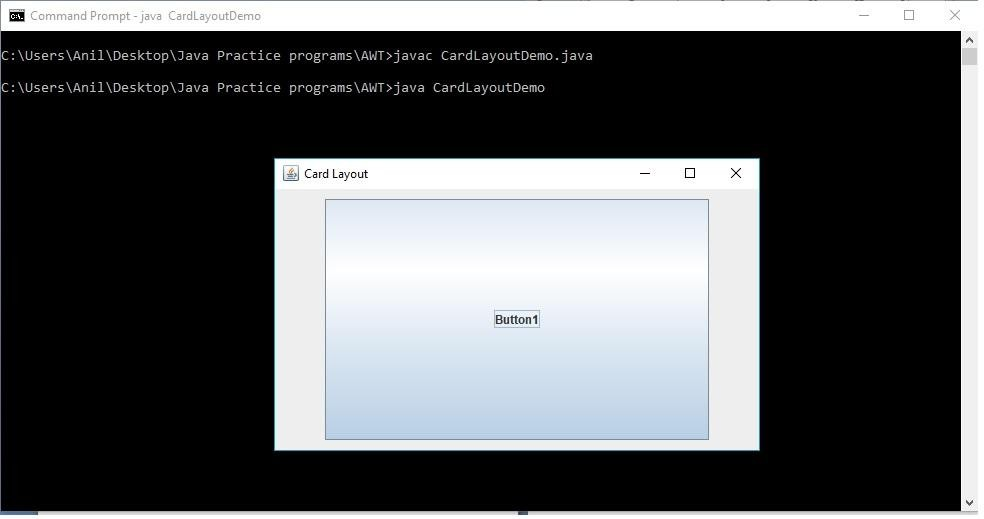 Command Prompt - java  CardLayoutDemo
C:\Users\Anil\Desktop\Java Practice programs\AWT>javac CardLayoutDemo.java
C:\Users\Anil\Desktop\Java Practice programs\AWT>java CardLayoutDemo
Card Layout
Button1